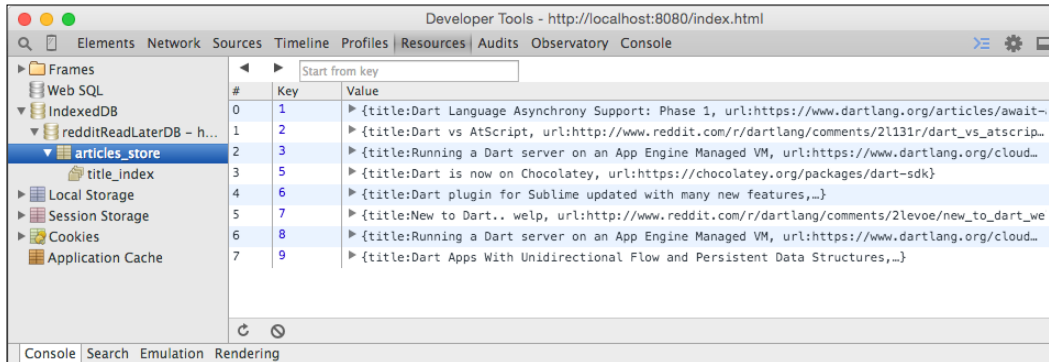 Developer Tools - http://localhost:8080/index.html
Elements Network Sources Timeline Profiles Resources Audits Observatory Console
Frames
Web SQL
IndexedDB
redditReadLaterDB – h...
articles_store
title_index
Local Storage
Session Storage
Cookies
Application Cache
Start from key
# Key Value
0 1 {title:Dart Language Asynchrony Support: Phase 1, url:https://www.dartlang.org/articles/await-
1 2 {title:Dart vs AtScript, url:http://www.reddit.com/r/dartlang/comments/2l131r/dart_vs_atscrip…
2 3 {title:Running a Dart server on an App Engine Managed VM, url:https://www.dartlang.org/cloud…
3 5 {title:Dart is now on Chocolatey, url:https://chocolatey.org/packages/dart-sdk}
4 6 {title:Dart plugin for Sublime updated with many new features,…}
5 7 {title:New to Dart.. welp, url:http://www.reddit.com/r/dartlang/comments/2levoe/new_to_dart_we
6 8 {title:Running a Dart server on an App Engine Managed VM, url:https://www.dartlang.org/cloud…
7 9 {title:Dart Apps With Unidirectional Flow and Persistent Data Structures,…}
Console Search Emulation Rendering